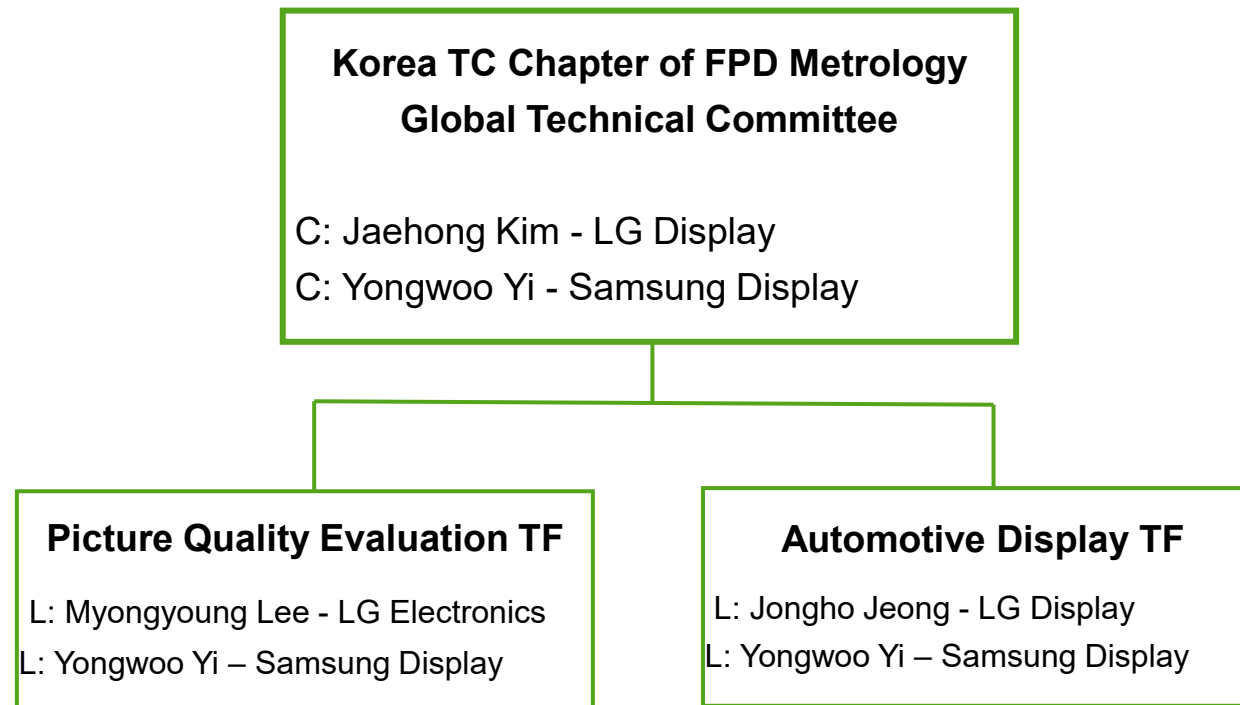 Korea TC Chapter of FPD Metrology
Global Technical Committee
C: Jaehong Kim - LG Display
C: Yongwoo Yi - Samsung Display
Picture Quality Evaluation TF
L: Myongyoung Lee - LG Electronics
L: Yongwoo Yi – Samsung Display
Automotive Display TF
L: Jongho Jeong - LG Display
L: Yongwoo Yi – Samsung Display